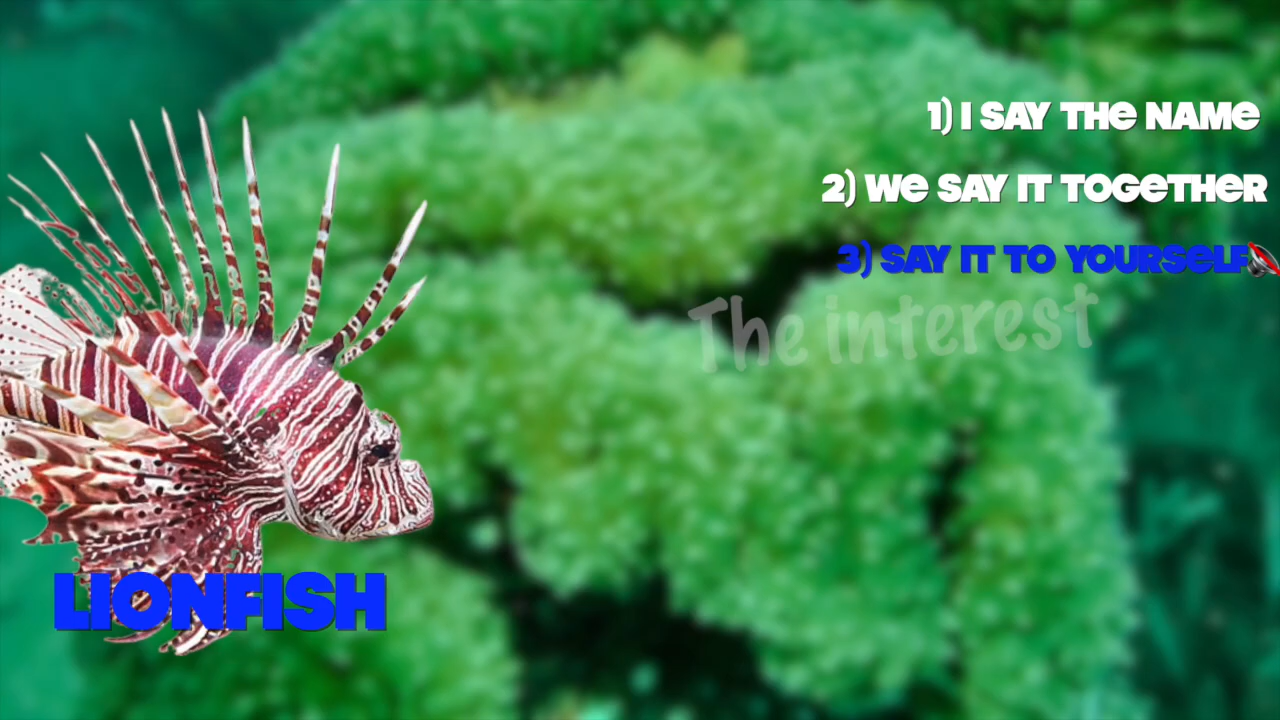 1) I SAY THE NAME
2) WE SAY IT TOGETHER
3) SAY IT TO YOURSELF
The interest
LIONFISH